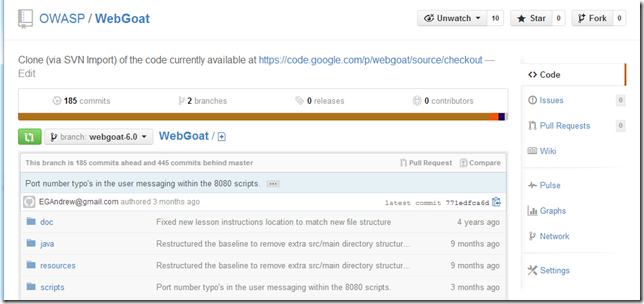 OWASP / WebGoat
Unwatch 10 Star 0 Fork 0
Clone (via SVN Import) of the code currently available at https://code.google.com/p/webgoat/source/checkout —
Edit
185 commits 2 branches 0 releases 0 contributors
branch: webgoat-6.0 WebGoat /
This branch is 185 commits ahead and 445 commits behind master Pull Request Compare
Port number typo's in the user messaging within the 8080 scripts.
EGAndrew@gmail.com authored 3 months ago latest commit 771edfca6d
doc Fixed new lesson instructions location to match new file structure 4 years ago
java Restructured the baseline to remove extra src/main directory structur... 9 months ago
resources Restructured the baseline to remove extra src/main directory structur... 9 months ago
scripts Port number typo's in the user messaging within the 8080 scripts. 3 months ago
Code
Issues 0
Pull Requests 0
Wiki
Pulse
Graphs
Network
Settings